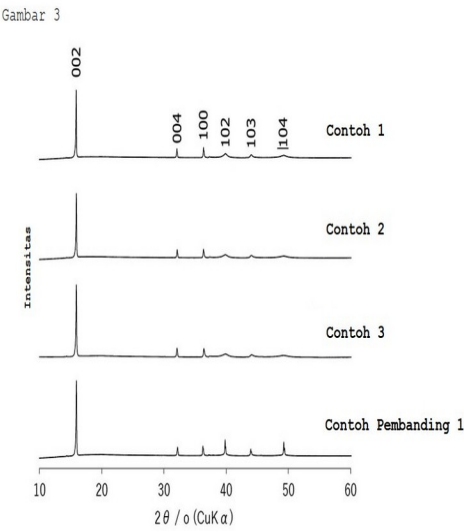 Gambar 3
002
004
100
102
103
104
Contoh 1
Contoh 2
Intensitas
Contoh 3
Contoh Pembanding 1
10 20 30 40 50 60
2θ / o (CuKα)